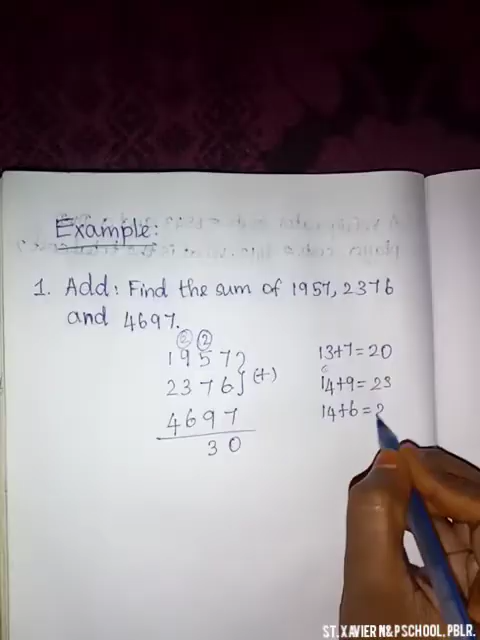 Example:
1. Add: Find the sum of 1957, 2376
and 4697.
2 2
1957
2376 (+)
4697
30
13+7=20
14+9=23
14+6=2
ST.XAVIER N&P SCHOOL, PBLR.